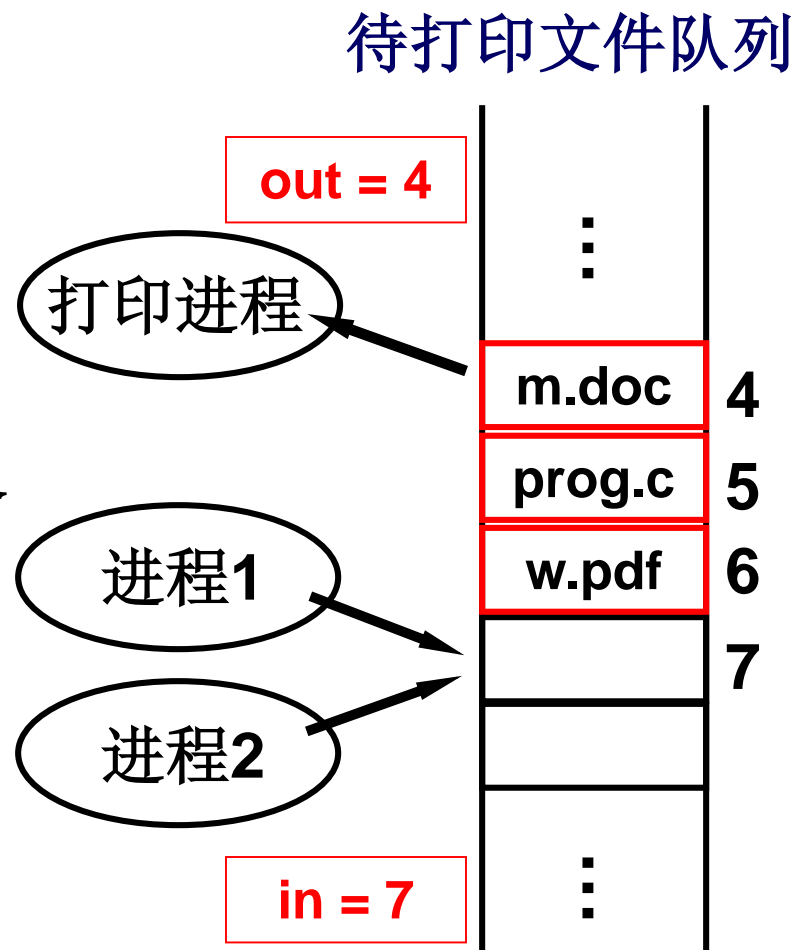 待打印文件队列
out = 4
⋮
打印进程
m.doc
4
prog.c
5
进程1
w.pdf
6
7
进程2
in = 7
⋮